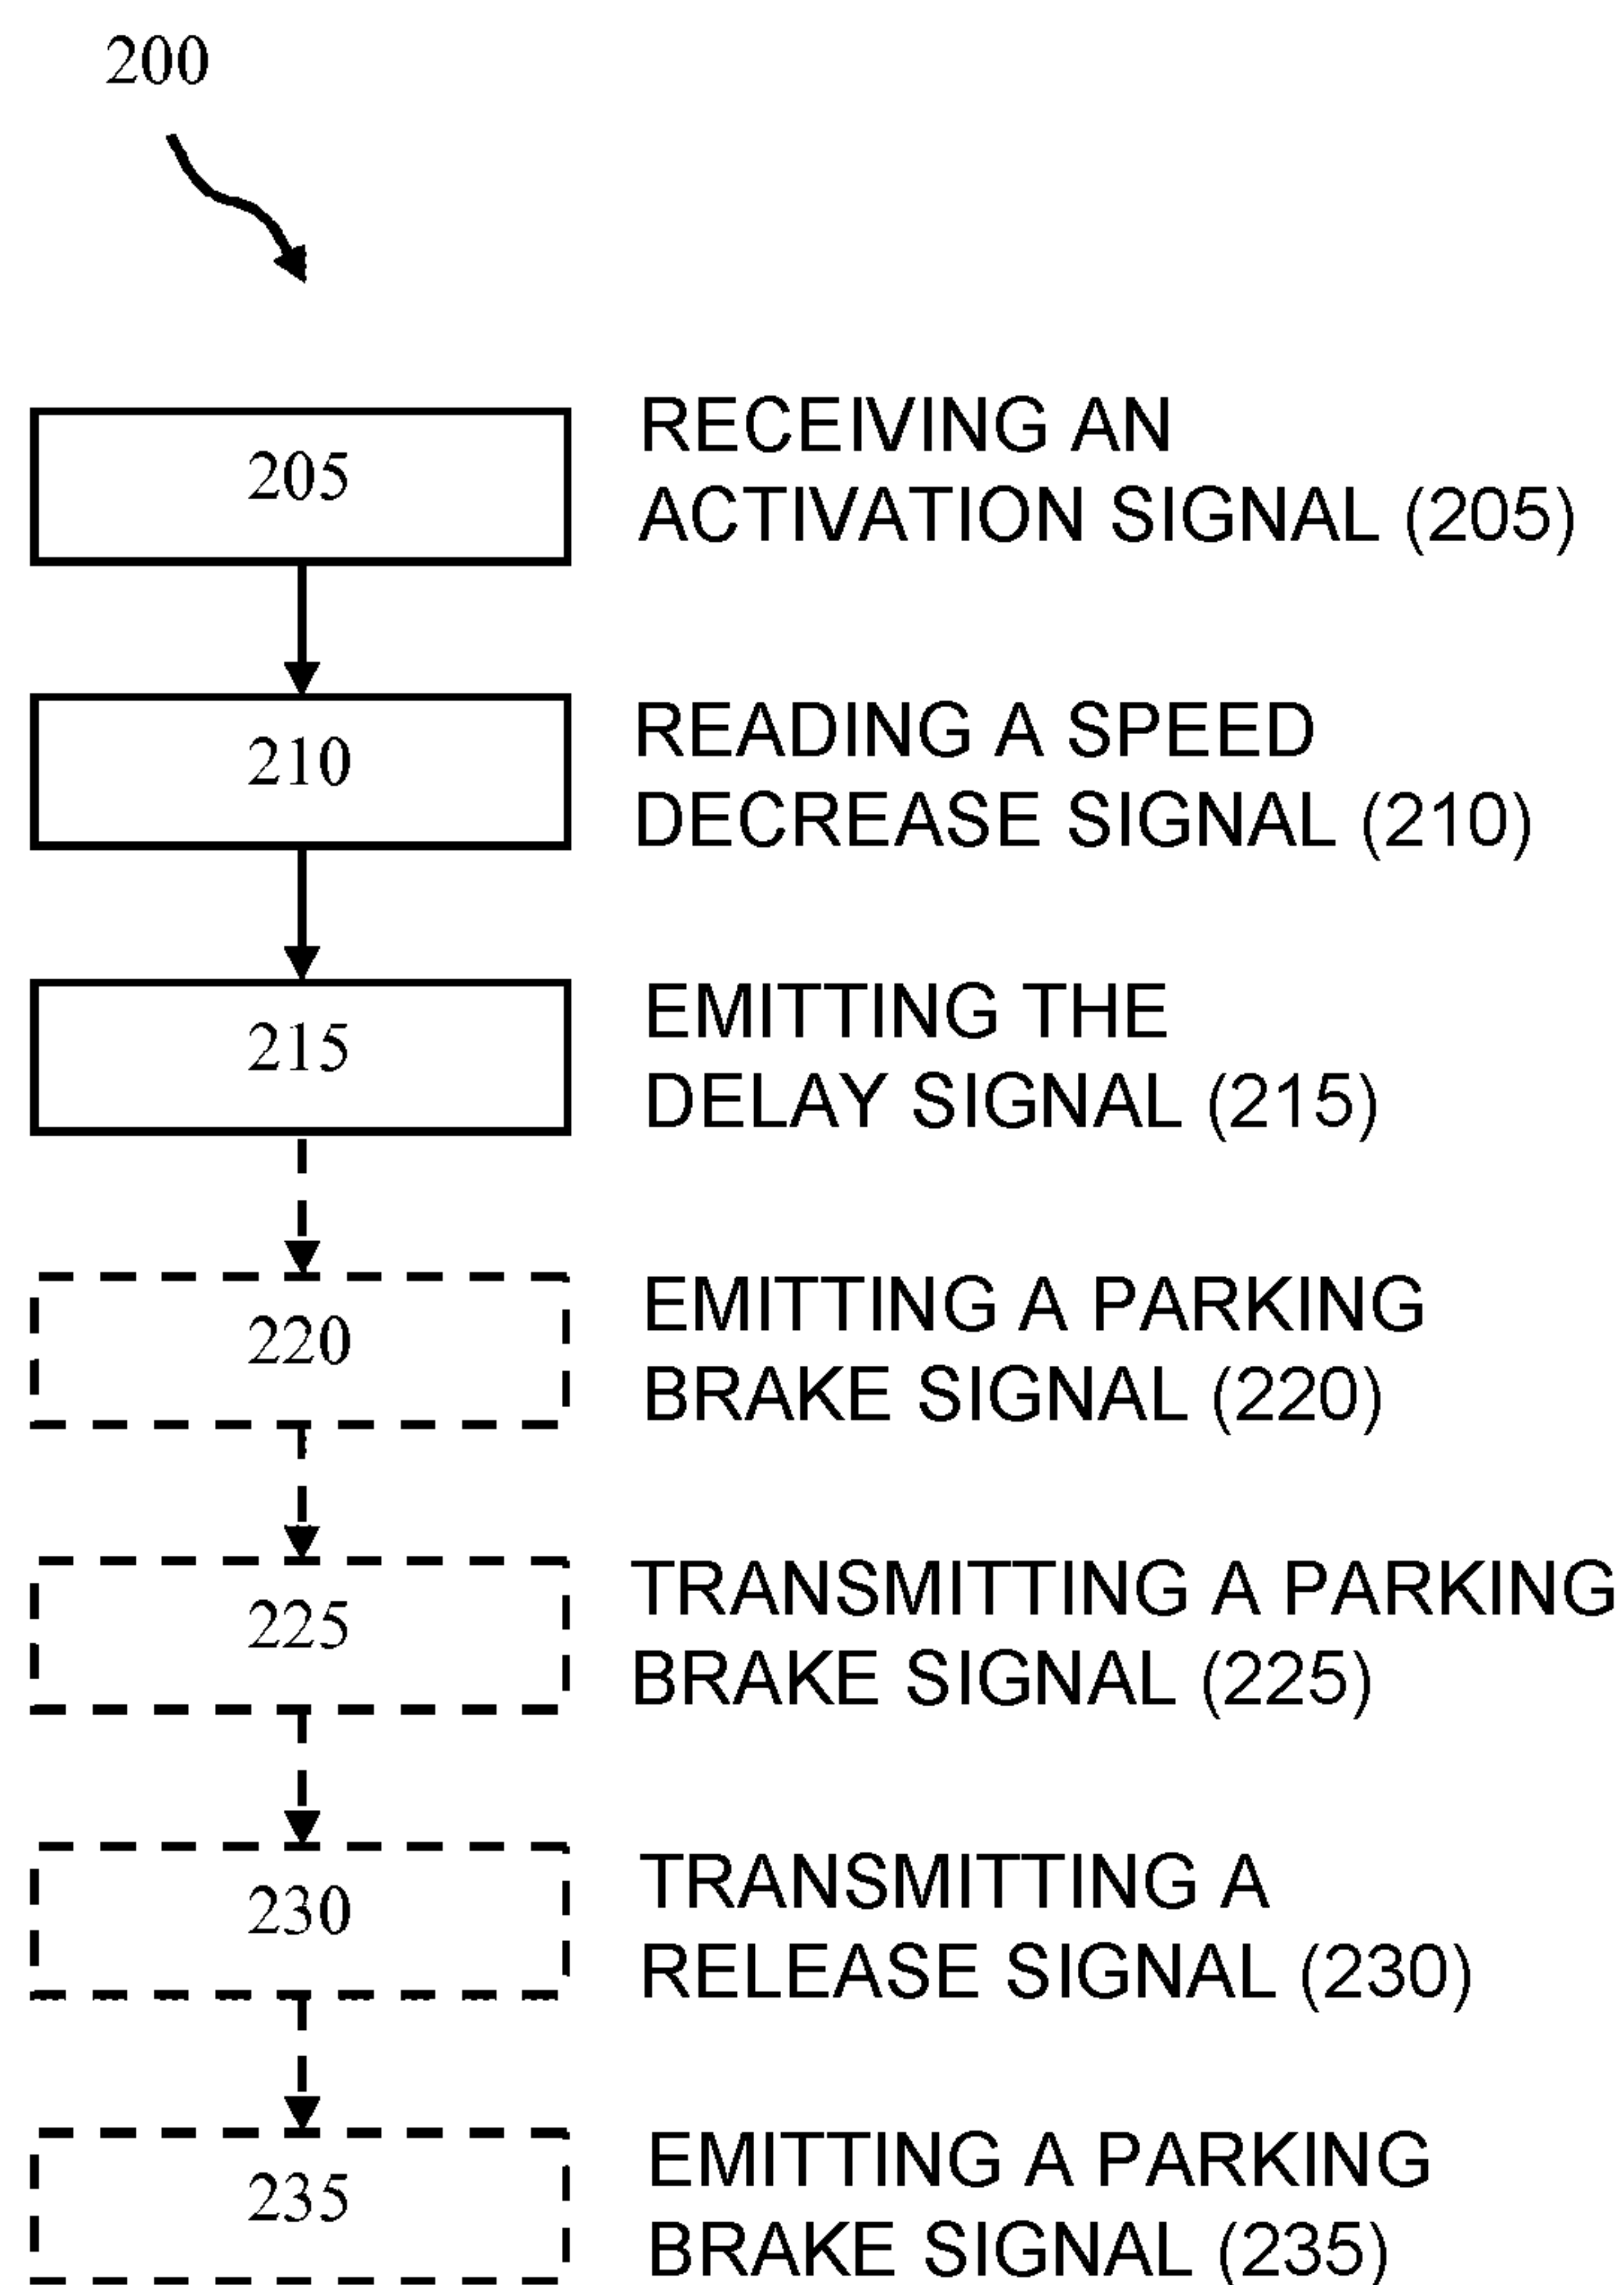 200
205
RECEIVING AN
ACTIVATION SIGNAL (205)
210
READING A SPEED
DECREASE SIGNAL (210)
215
EMITTING THE
DELAY SIGNAL (215)
220
EMITTING A PARKING
BRAKE SIGNAL (220)
225
TRANSMITTING A PARKING
BRAKE SIGNAL (225)
230
TRANSMITTING A
RELEASE SIGNAL (230)
235
EMITTING A PARKING
BRAKE SIGNAL (235)